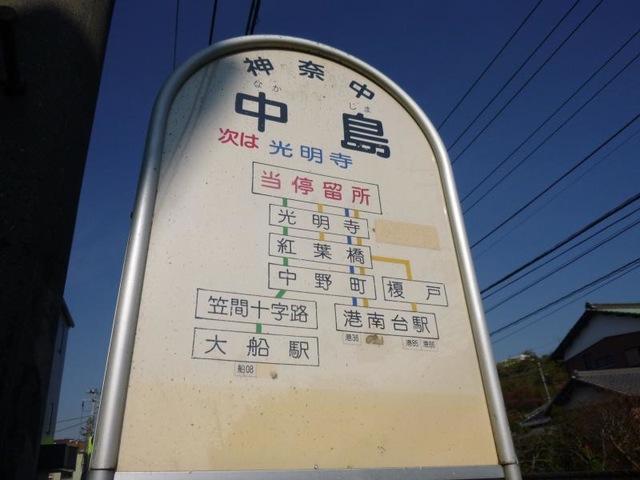 神奈中
なか じま
中島
次は 光明寺
当停留所
光明寺
紅葉橋
中野町 榎戸
笠間十字路 港南台駅
大船駅 港36 港85 港86
船08